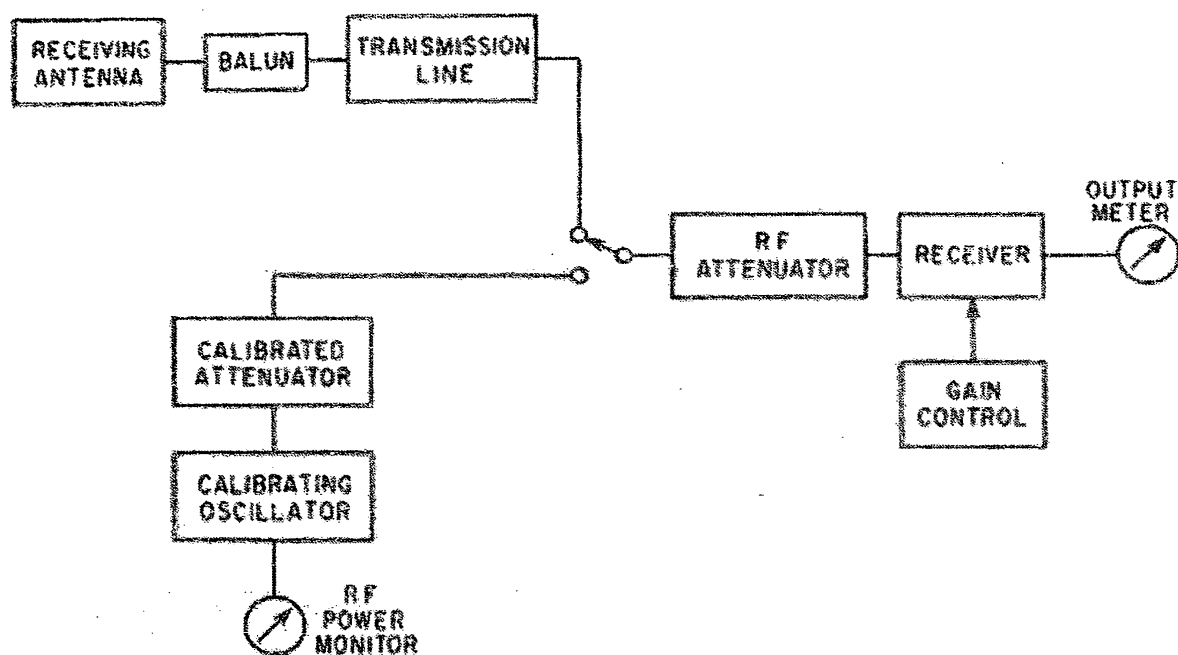 RECEIVING
ANTENNA
BALUN
TRANSMISSION
LINE
OUTPUT
METER
RF
ATTENUATOR
RECEIVER
CALIBRATED
ATTENUATOR
GAIN
CONTROL
CALIBRATING
OSCILLATOR
RF
POWER
MONITOR